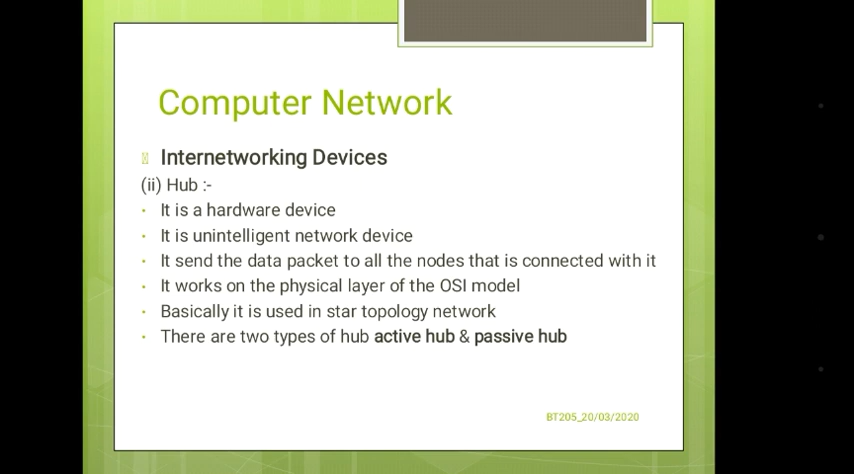 Computer Network
Internetworking Devices
(ii) Hub :-
· It is a hardware device
· It is unintelligent network device
· It send the data packet to all the nodes that is connected with it
· It works on the physical layer of the OSI model
· Basically it is used in star topology network
· There are two types of hub active hub & passive hub
BT205_20/03/2020